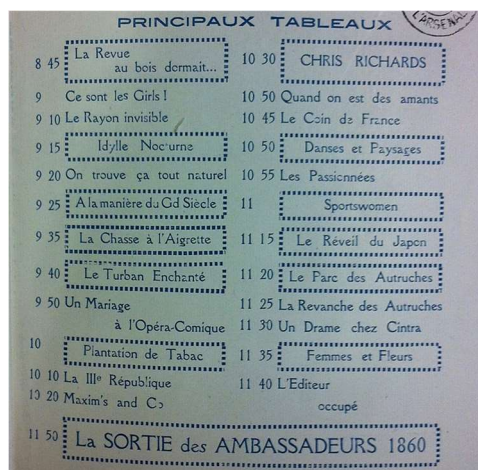 PRINCIPAUX TABLEAUX
L'ARSENAL
8 45 La Revue
au bois dormait...
9 Ce sont les Girls !
9 10 Le Rayon invisible
9 15 Idylle Nocturne
9 20 On trouve ça tout naturel
9 25 A la manière du Gd Siècle
9 35 La Chasse à l'Aigrette
9 40 Le Turban Enchanté
9 50 Un Mariage
à l'Opéra-Comique
10 Plantation de Tabac
10 10 La IIIe République
10 20 Maxim's and Co
10 30 CHRIS RICHARDS
10 50 Quand on est des amants
10 45 Le Coin de France
10 50 Danses et Paysages
10 55 Les Passionnées
11 Sportswomen
11 15 Le Réveil du Japon
11 20 Le Parc des Autruches
11 25 La Revanche des Autruches
11 30 Un Drame chez Cintra
11 35 Femmes et Fleurs
11 40 L'Editeur
occupé
11 50 La SORTIE des AMBASSADEURS 1860